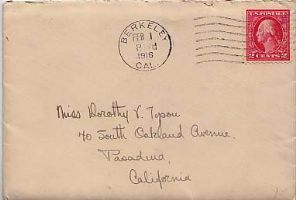 BERKELEY
FEB 1
1916
CAL.
U.S. POSTAGE
2 CENTS 2
Miss Dorothy V. Tyson
70 South Oakland Avenue.
Pasadena,
California